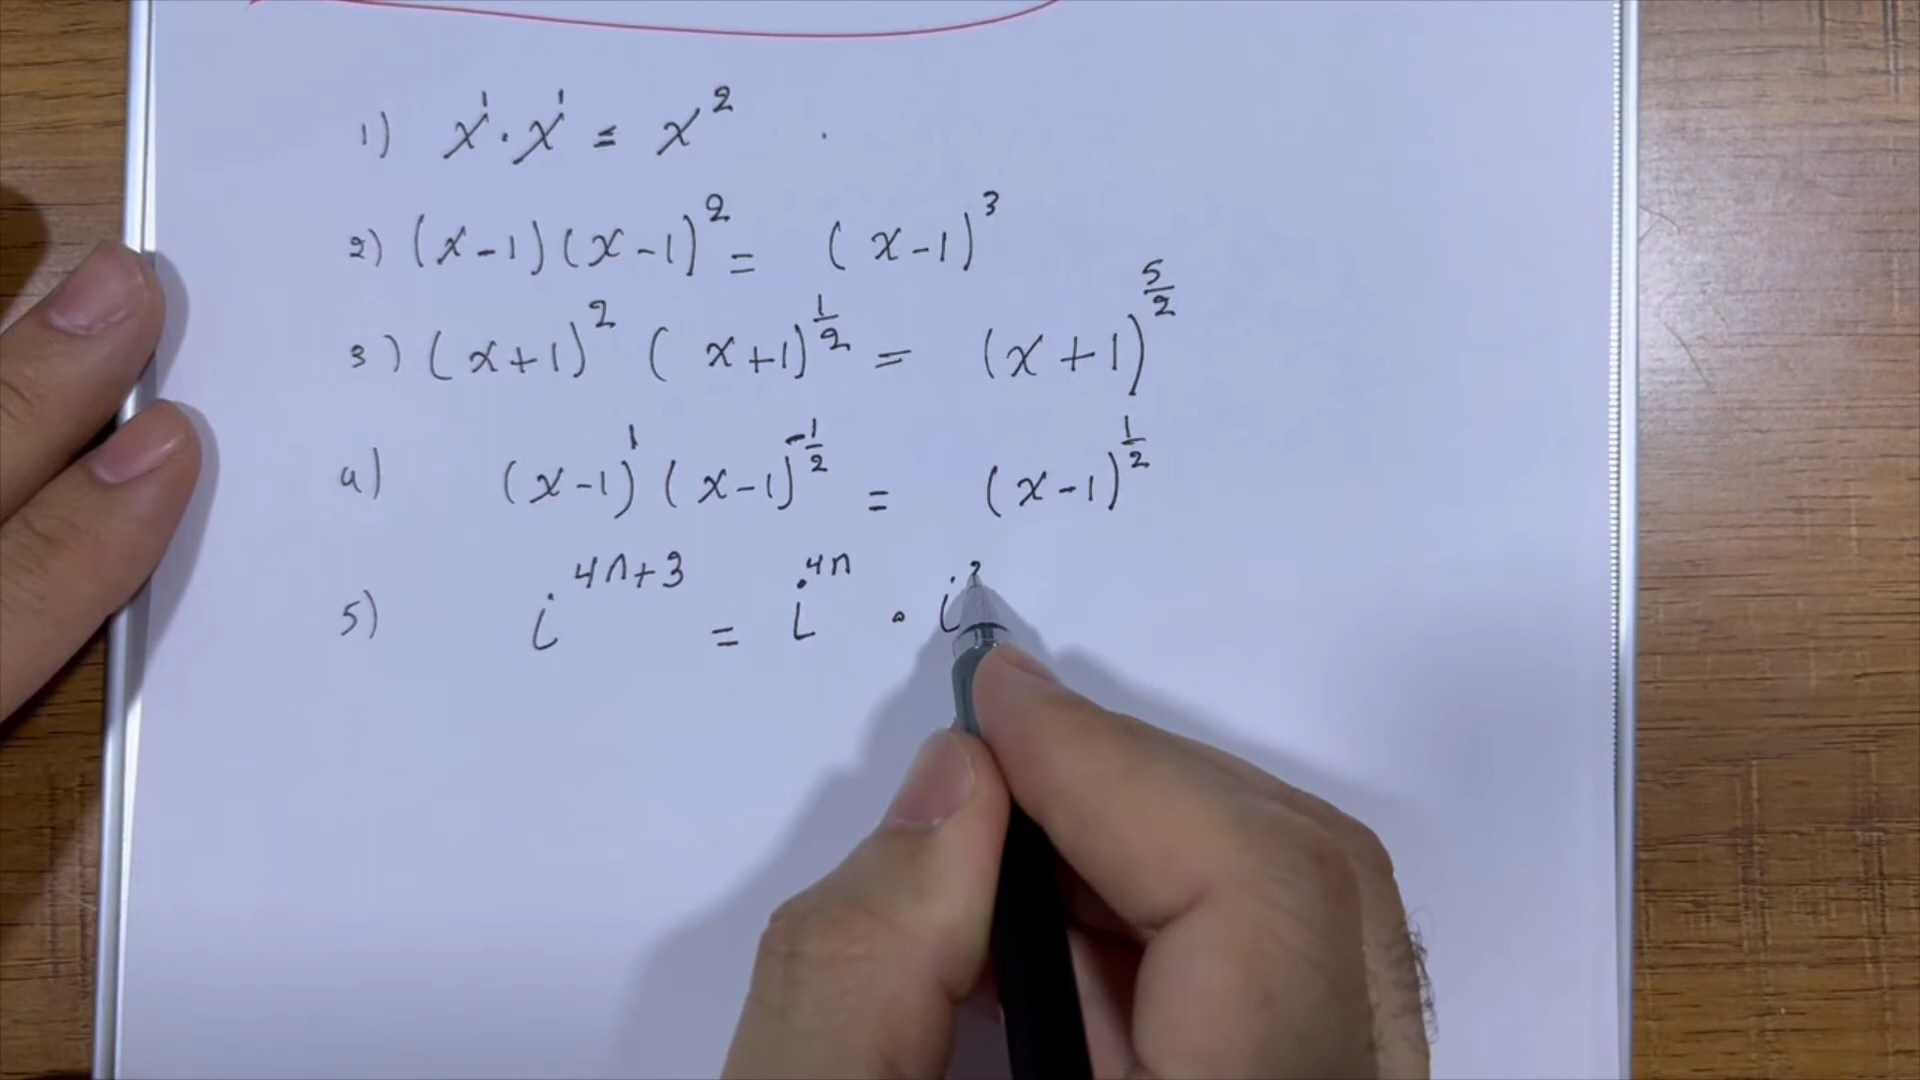 1) x¹ · x¹ = x²
2) (x-1)(x-1)² = (x-1)³
3) (x+1)² (x+1)^½ = (x+1)^5/2
4) (x-1)¹ (x-1)^-½ = (x-1)^½
5) i^4n+3 = i^4n · i